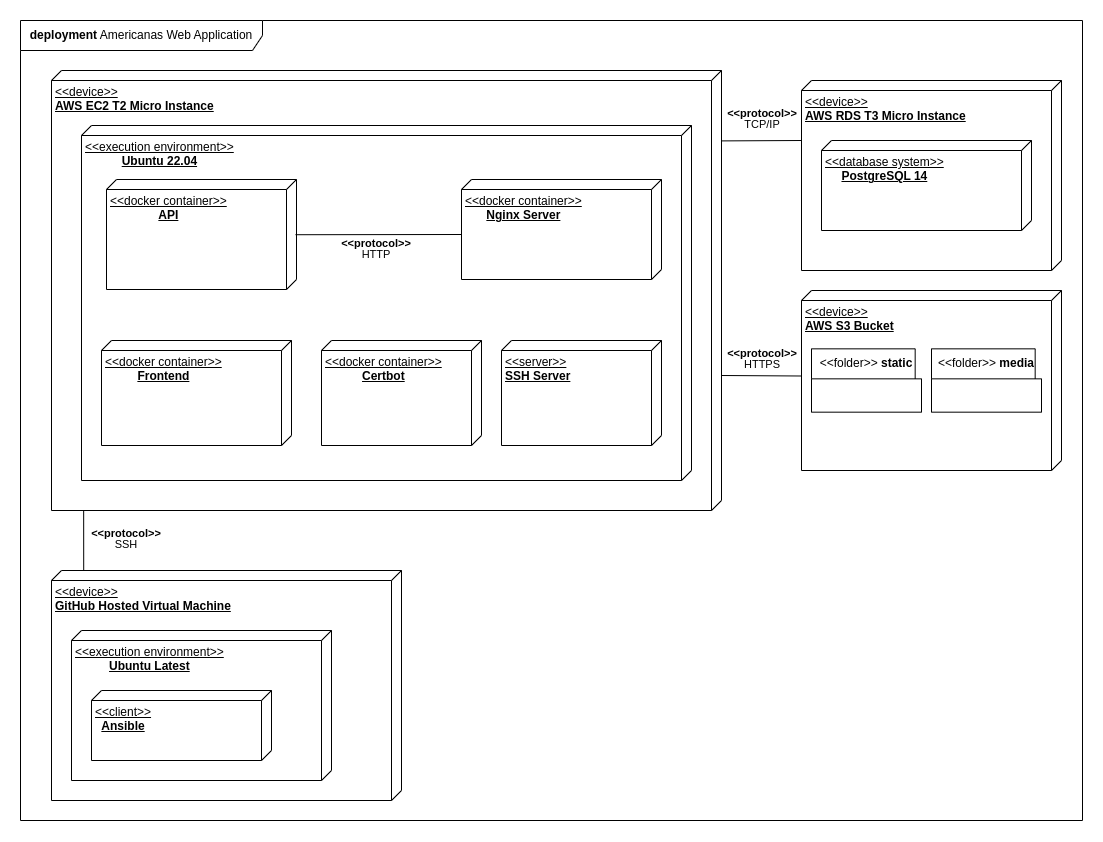 deployment Americanas Web Application
<<device>>
AWS EC2 T2 Micro Instance
<<execution environment>>
Ubuntu 22.04
<<docker container>>
API
<<protocol>>
HTTP
<<docker container>>
Nginx Server
<<docker container>>
Frontend
<<docker container>>
Certbot
<<server>>
SSH Server
<<protocol>>
TCP/IP
<<device>>
AWS RDS T3 Micro Instance
<<database system>>
PostgreSQL 14
<<protocol>>
HTTPS
<<device>>
AWS S3 Bucket
<<folder>> static
<<folder>> media
<<protocol>>
SSH
<<device>>
GitHub Hosted Virtual Machine
<<execution environment>>
Ubuntu Latest
<<client>>
Ansible